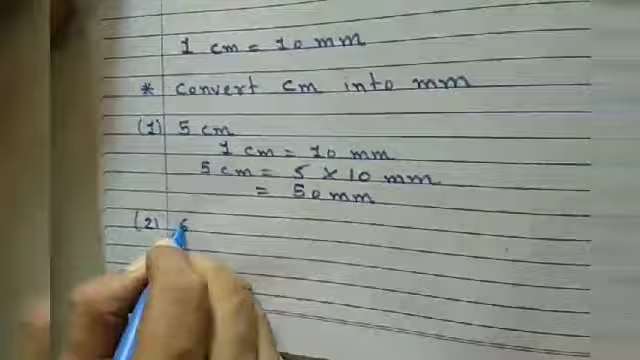 1 cm = 10 mm
* convert cm into mm
(1) 5 cm
1 cm = 10 mm
5 cm = 5 × 10 mm
= 50 mm
(2)